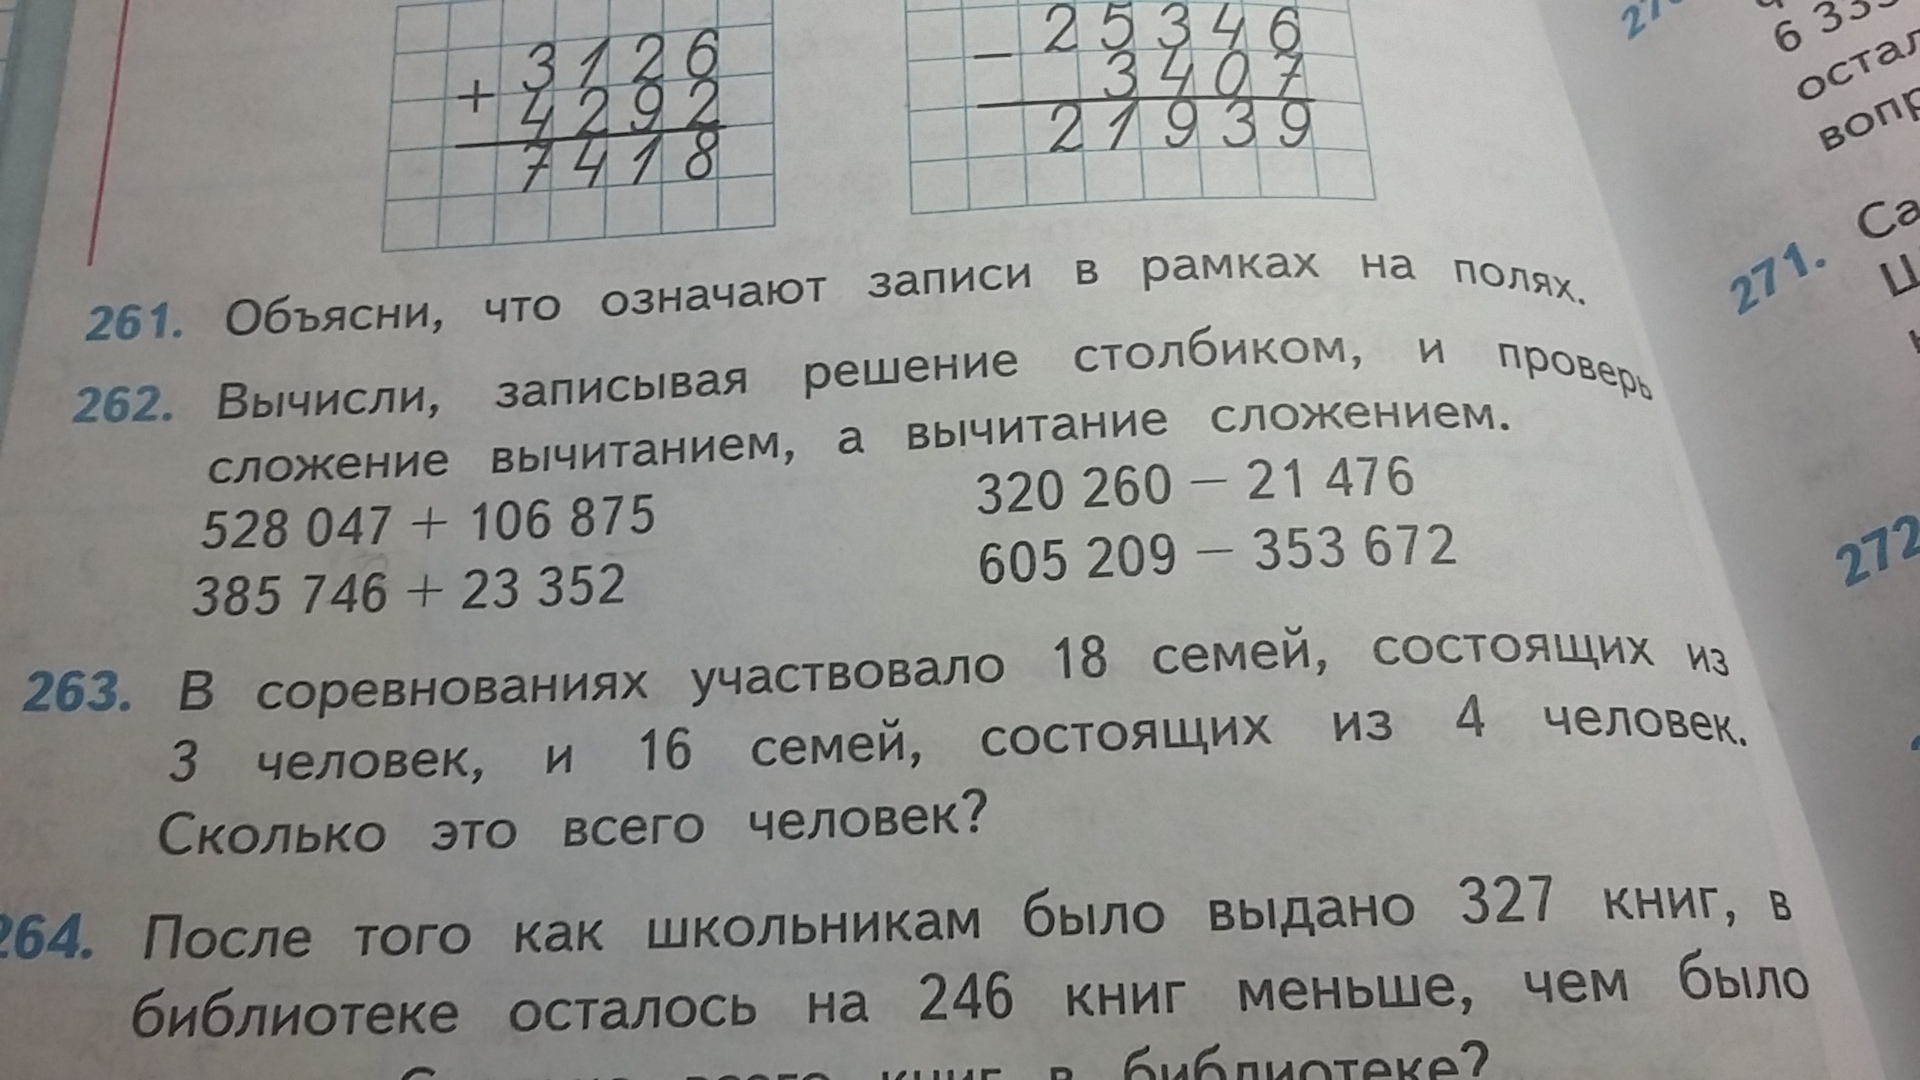 3126
+ 4292
7418
25346
− 3407
21939
261. Объясни, что означают записи в рамках на полях.
262. Вычисли, записывая решение столбиком, и проверь
сложение вычитанием, а вычитание сложением.
528 047 + 106 875 320 260 − 21 476
385 746 + 23 352 605 209 − 353 672
263. В соревнованиях участвовало 18 семей, состоящих из
3 человек, и 16 семей, состоящих из 4 человек.
Сколько это всего человек?
264. После того как школьникам было выдано 327 книг, в
библиотеке осталось на 246 книг меньше, чем было
всего книг в библиотеке?
271.
272